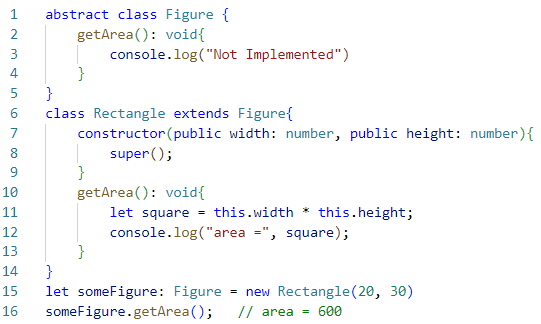 1 abstract class Figure {
2     getArea(): void{
3         console.log("Not Implemented")
4     }
5 }
6 class Rectangle extends Figure{
7     constructor(public width: number, public height: number){
8         super();
9     }
10     getArea(): void{
11         let square = this.width * this.height;
12         console.log("area =", square);
13     }
14 }
15 let someFigure: Figure = new Rectangle(20, 30)
16 someFigure.getArea();   // area = 600